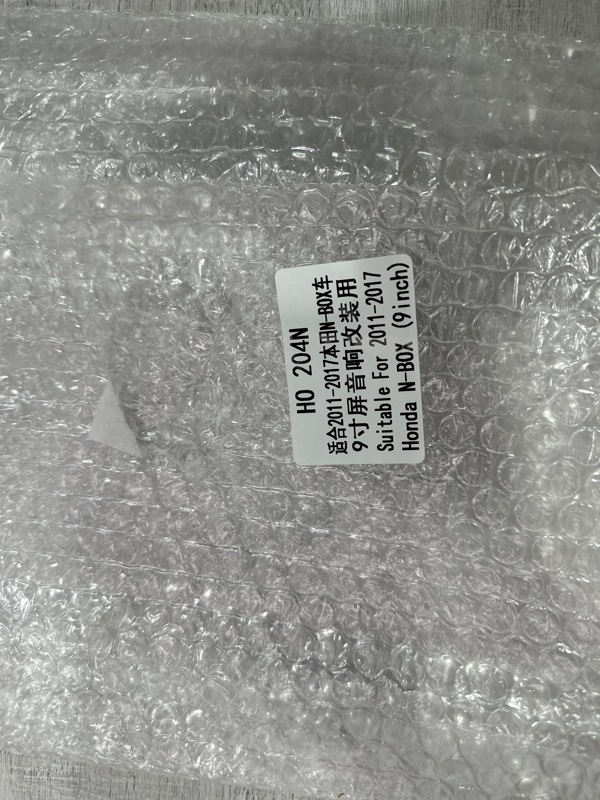 HO 204N
适合2011-2017本田N-BOX车
9寸屏音响改装用
Suitable For 2011-2017
Honda N-BOX (9inch)